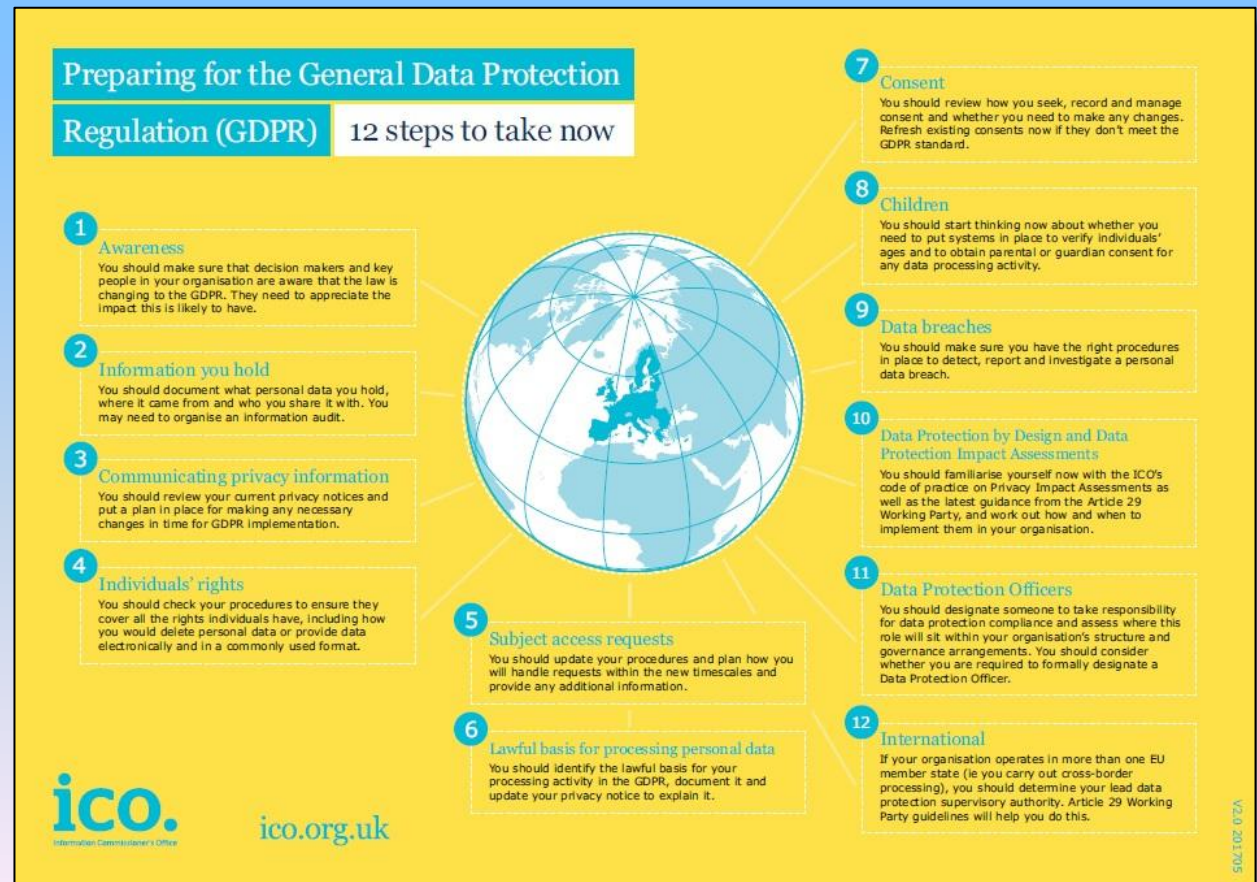 Preparing for the General Data Protection
Regulation (GDPR) 12 steps to take now
1
Awareness
You should make sure that decision makers and key
people in your organisation are aware that the law is
changing to the GDPR. They need to appreciate the
impact this is likely to have.
2
Information you hold
You should document what personal data you hold,
where it came from and who you share it with. You
may need to organise an information audit.
3
Communicating privacy information
You should review your current privacy notices and
put a plan in place for making any necessary
changes in time for GDPR implementation.
4
Individuals' rights
You should check your procedures to ensure they
cover all the rights individuals have, including how
you would delete personal data or provide data
electronically and in a commonly used format.
5
Subject access requests
You should update your procedures and plan how you
will handle requests within the new timescales and
provide any additional information.
6
Lawful basis for processing personal data
You should identify the lawful basis for your
processing activity in the GDPR, document it and
update your privacy notice to explain it.
7
Consent
You should review how you seek, record and manage
consent and whether you need to make any changes.
Refresh existing consents now if they don't meet the
GDPR standard.
8
Children
You should start thinking now about whether you
need to put systems in place to verify individuals'
ages and to obtain parental or guardian consent for
any data processing activity.
9
Data breaches
You should make sure you have the right procedures
in place to detect, report and investigate a personal
data breach.
10
Data Protection by Design and Data
Protection Impact Assessments
You should familiarise yourself now with the ICO's
code of practice on Privacy Impact Assessments as
well as the latest guidance from the Article 29
Working Party, and work out how and when to
implement them in your organisation.
11
Data Protection Officers
You should designate someone to take responsibility
for data protection compliance and assess where this
role will sit within your organisation's structure and
governance arrangements. You should consider
whether you are required to formally designate a
Data Protection Officer.
12
International
If your organisation operates in more than one EU
member state (ie you carry out cross-border
processing), you should determine your lead data
protection supervisory authority. Article 29 Working
Party guidelines will help you do this.
ico.
Information Commissioner's Office
ico.org.uk
V2.0 201705